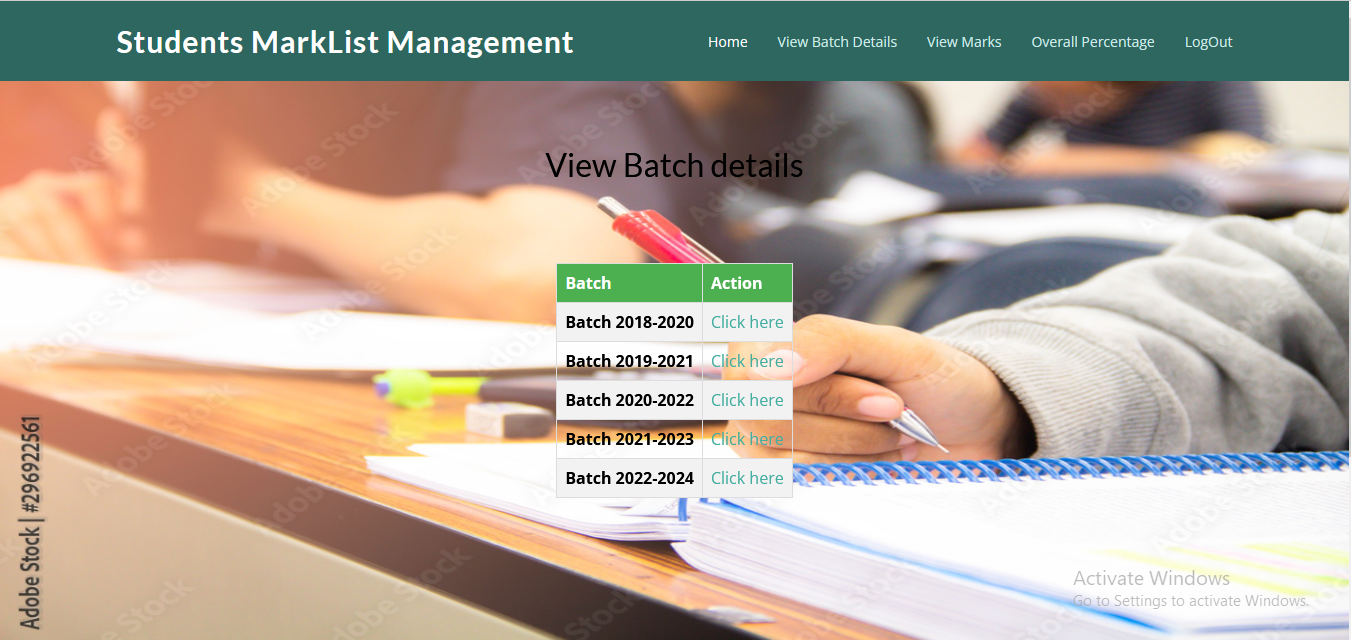 Students MarkList Management
Home View Batch Details View Marks Overall Percentage LogOut
View Batch details
Batch Action
Batch 2018-2020 Click here
Batch 2019-2021 Click here
Batch 2020-2022 Click here
Batch 2021-2023 Click here
Batch 2022-2024 Click here
Adobe Stock | #296922561
Activate Windows
Go to Settings to activate Windows.